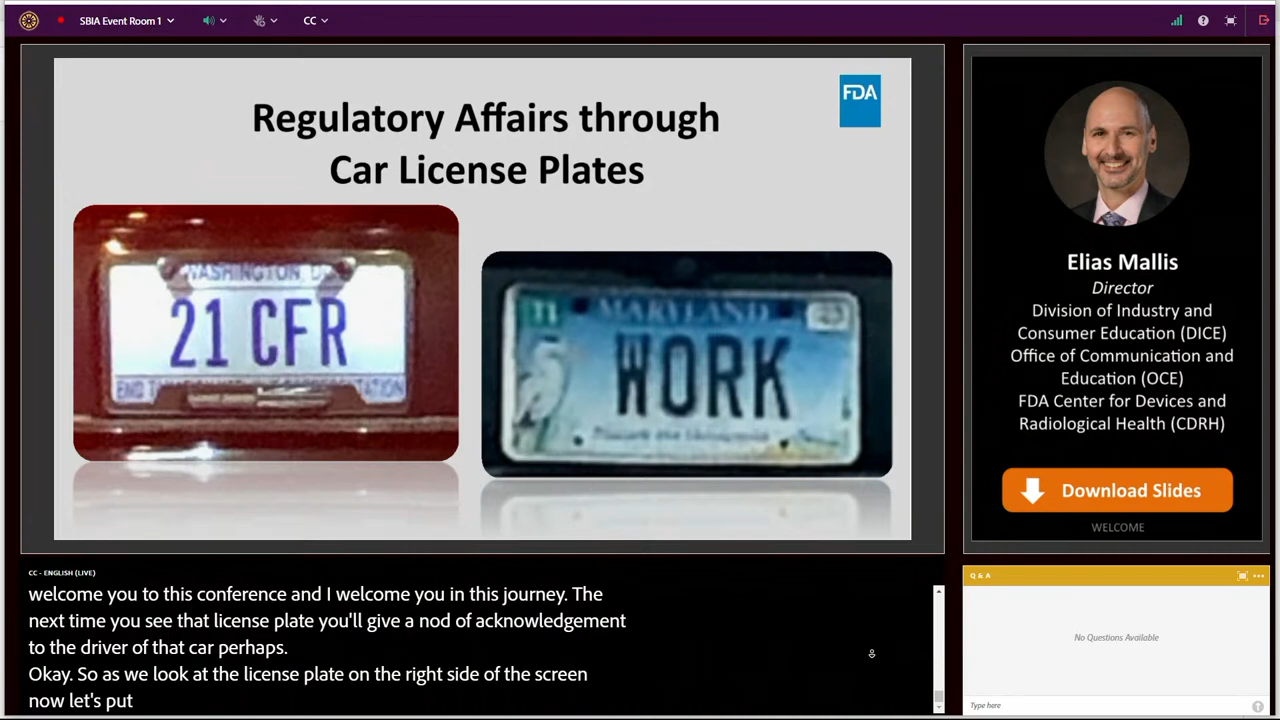 SBIA Event Room 1
CC
FDA
Regulatory Affairs through
Car License Plates
WASHINGTON
21 CFR
MARYLAND
WORK
Elias Mallis
Director
Division of Industry and
Consumer Education (DICE)
Office of Communication and
Education (OCE)
FDA Center for Devices and
Radiological Health (CDRH)
Download Slides
WELCOME
CC - ENGLISH (LIVE)
welcome you to this conference and I welcome you in this journey. The
next time you see that license plate you'll give a nod of acknowledgement
to the driver of that car perhaps.
Okay. So as we look at the license plate on the right side of the screen
now let's put
Q & A
No Questions Available
Type here